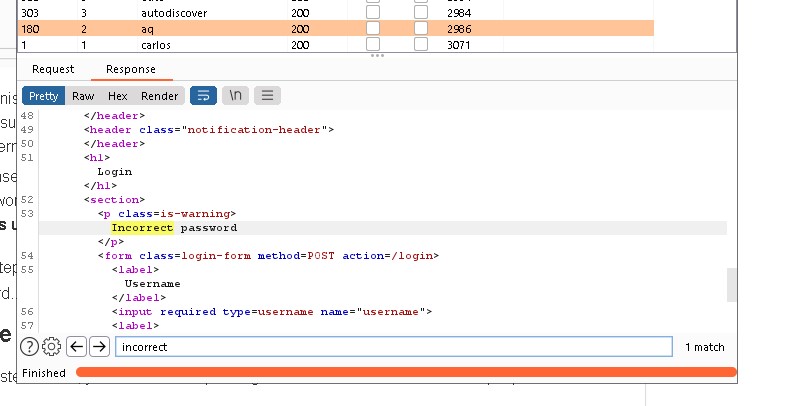 303 3 autodiscover 200 2984
180 2 aq 200 2986
1 1 carlos 200 3071
Request Response
Pretty Raw Hex Render \n
48 </header>
49 <header class="notification-header">
50 </header>
51 <h1>
Login
</h1>
52 <section>
53 <p class=is-warning>
Incorrect password
</p>
54 <form class=login-form method=POST action=/login>
55 <label>
Username
</label>
56 <input required type=username name="username">
57 <label>
? incorrect 1 match
Finished